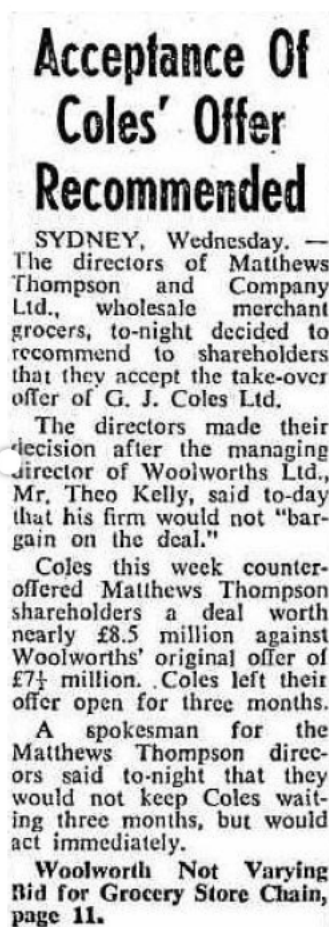 Acceptance Of
Coles' Offer
Recommended
SYDNEY, Wednesday. —
The directors of Matthews
Thompson and Company
Ltd., wholesale merchant
grocers, to-night decided to
recommend to shareholders
that they accept the take-over
offer of G. J. Coles Ltd.
The directors made their
decision after the managing
director of Woolworths Ltd.,
Mr. Theo Kelly, said to-day
that his firm would not "bar-
gain on the deal."
Coles this week counter-
offered Matthews Thompson
shareholders a deal worth
nearly £8.5 million against
Woolworths' original offer of
£7½ million. Coles left their
offer open for three months.
A spokesman for the
Matthews Thompson direc-
ors said to-night that they
would not keep Coles wait-
ing three months, but would
act immediately.
Woolworth Not Varying
Bid for Grocery Store Chain,
page 11.